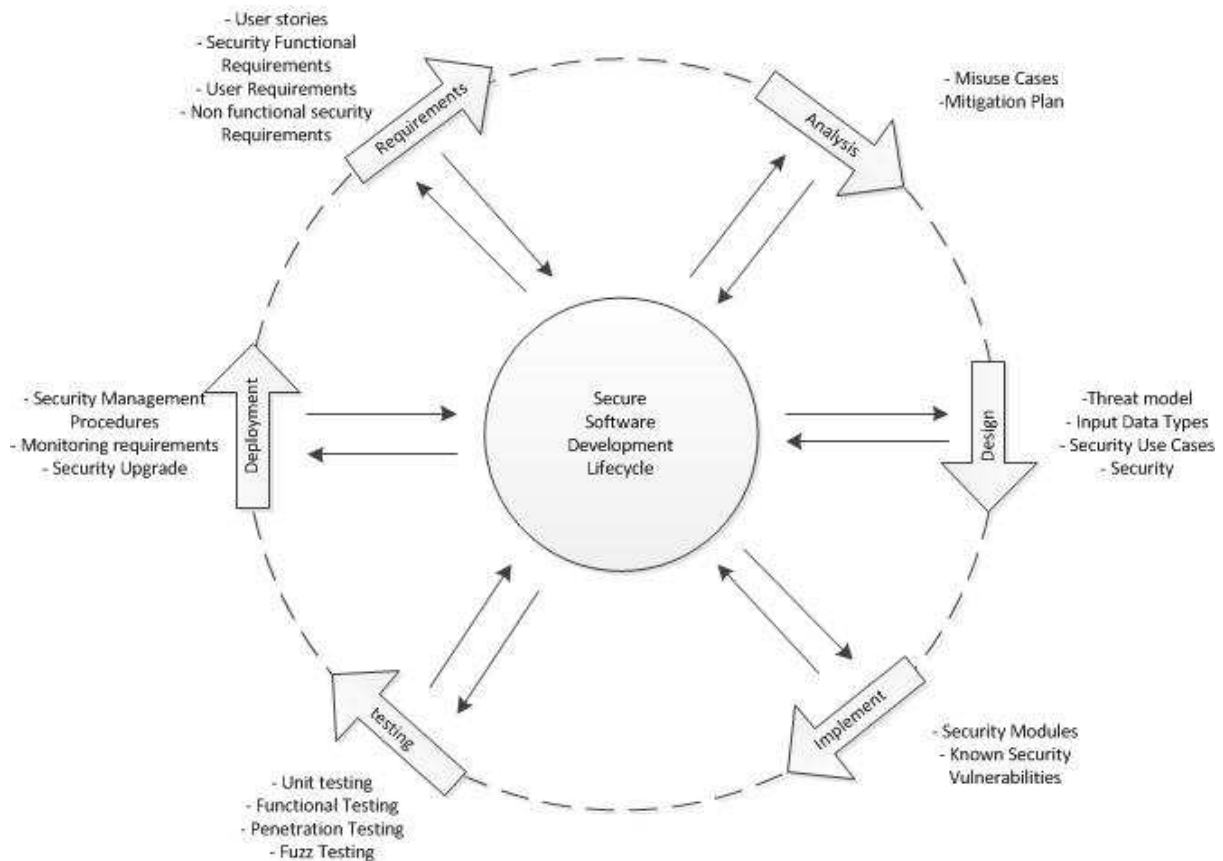 - User stories
- Security Functional
Requirements
- User Requirements
- Non functional security
Requirements
Requirements
Analysis
- Misuse Cases
-Mitigation Plan
Secure
Software
Development
Lifecycle
Design
-Threat model
- Input Data Types
- Security Use Cases
- Security
Implement
- Security Modules
- Known Security
Vulnerabilities
testing
- Unit testing
- Functional Testing
- Penetration Testing
- Fuzz Testing
Deployment
- Security Management
Procedures
- Monitoring requirements
- Security Upgrade